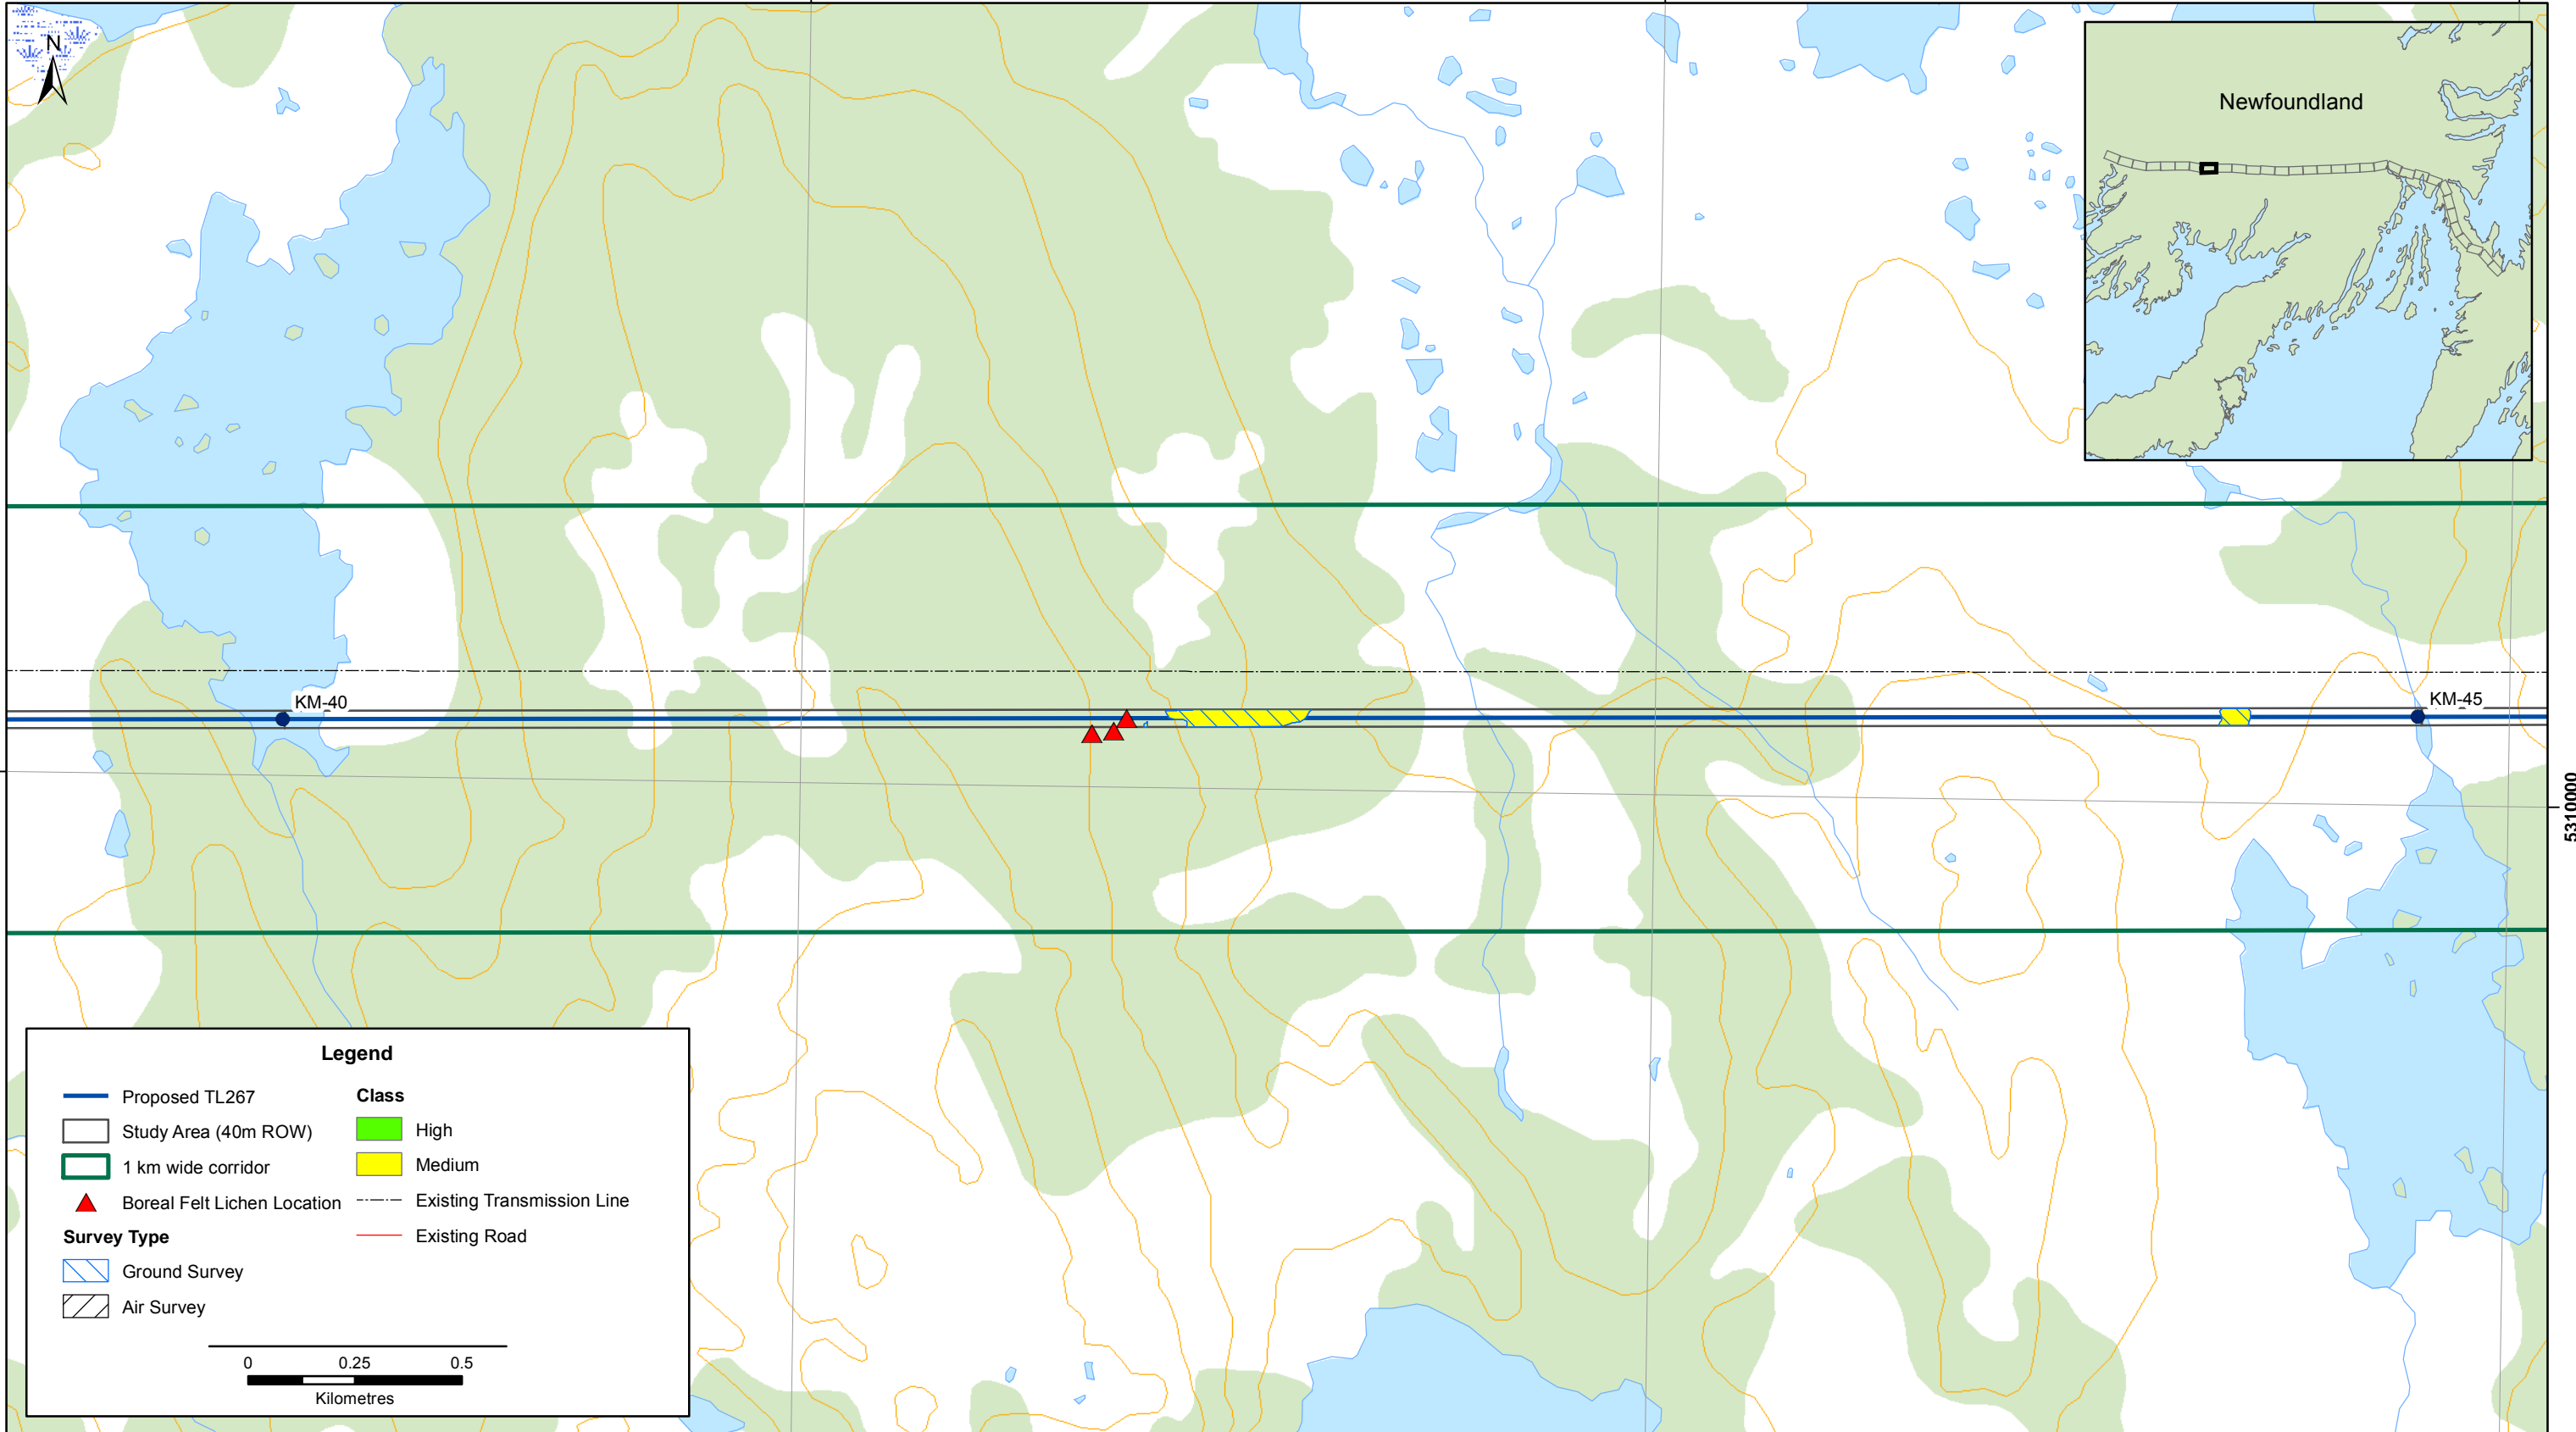 N
Newfoundland
KM-40
KM-45
5310000
Legend
Proposed TL267
Study Area (40m ROW)
1 km wide corridor
Boreal Felt Lichen Location
Survey Type
Ground Survey
Air Survey
Class
High
Medium
Existing Transmission Line
Existing Road
0 0.25 0.5
Kilometres